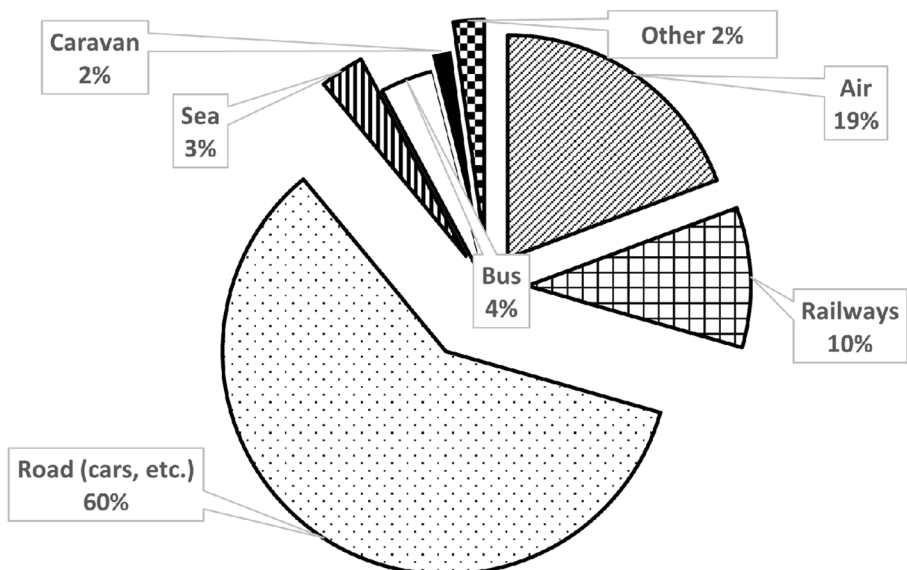 Caravan
2%
Other 2%
Air
19%
Sea
3%
Bus
4%
Railways
10%
Road (cars, etc.)
60%